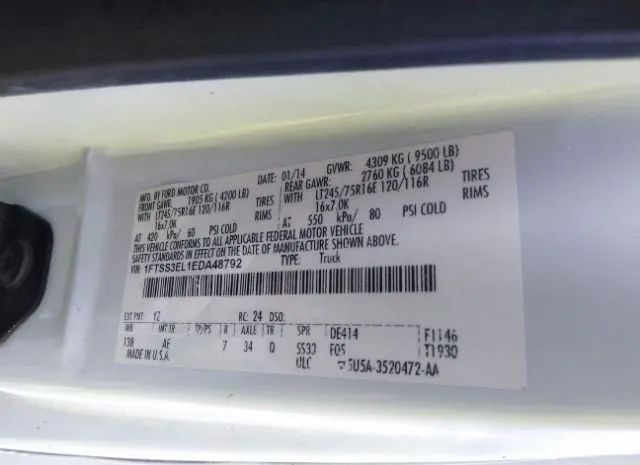 MFD. BY FORD MOTOR CO. DATE: 01/14 GVWR: 4309 KG ( 9500 LB)
FRONT GAWR: 1905 KG ( 4200 LB) REAR GAWR: 2760 KG ( 6084 LB)
WITH LT245/75R16E 120/116R TIRES WITH LT245/75R16E 120/116R TIRES
16x7.0K RIMS 16x7.0K RIMS
AT 420 kPa/ 60 PSI COLD AT 550 kPa/ 80 PSI COLD
THIS VEHICLE CONFORMS TO ALL APPLICABLE FEDERAL MOTOR VEHICLE
SAFETY STANDARDS IN EFFECT ON THE DATE OF MANUFACTURE SHOWN ABOVE.
VIN: 1FTSS3EL1EDA48792 TYPE: Truck
EXT PNT: YZ RC: 24 DSO:
WB INT TR TP/PS R AXLE TR SPR DE414 F1146
138 AE 7 34 Q SS33 F05 T1930
MADE IN U.S.A. ULC 5U5A-3520472-AA